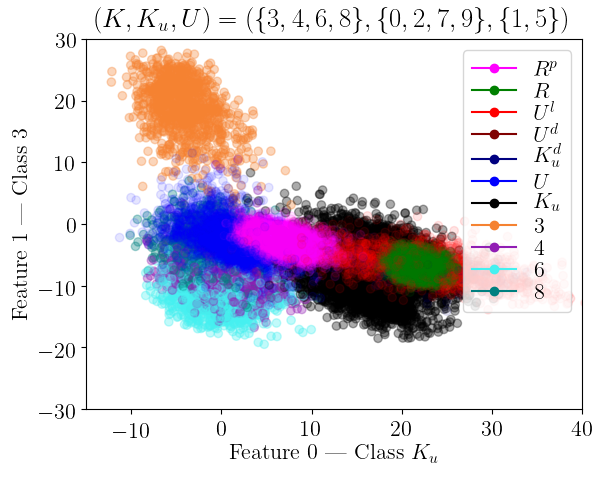 (K, K_u, U) = ({3, 4, 6, 8}, {0, 2, 7, 9}, {1, 5})
30
20
10
0
−10
−20
−30
Feature 1 — Class 3
R^p
R
U^l
U^d
K_u^d
U
K_u
3
4
6
8
−10
0
10
20
30
40
Feature 0 — Class K_u